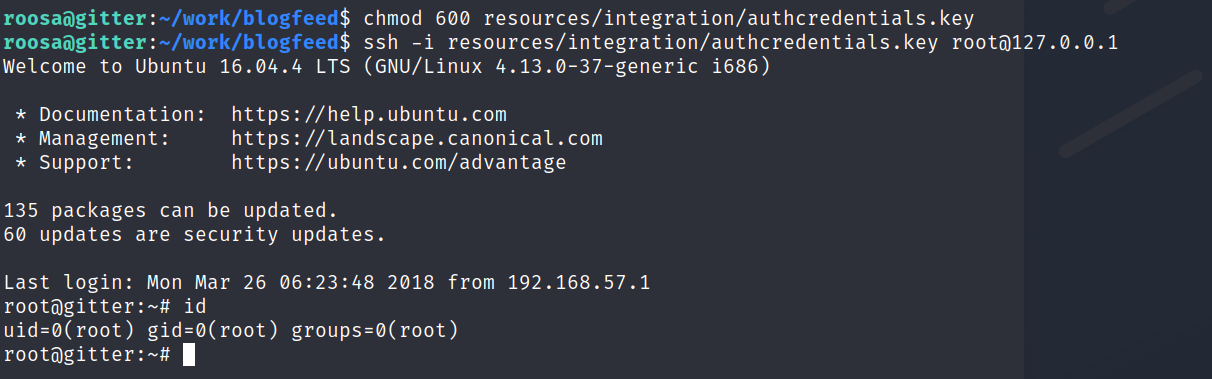 roosa@gitter:~/work/blogfeed$ chmod 600 resources/integration/authcredentials.key
roosa@gitter:~/work/blogfeed$ ssh -i resources/integration/authcredentials.key root@127.0.0.1
Welcome to Ubuntu 16.04.4 LTS (GNU/Linux 4.13.0-37-generic i686)

 * Documentation:  https://help.ubuntu.com
 * Management:     https://landscape.canonical.com
 * Support:        https://ubuntu.com/advantage

135 packages can be updated.
60 updates are security updates.

Last login: Mon Mar 26 06:23:48 2018 from 192.168.57.1
root@gitter:~# id
uid=0(root) gid=0(root) groups=0(root)
root@gitter:~#